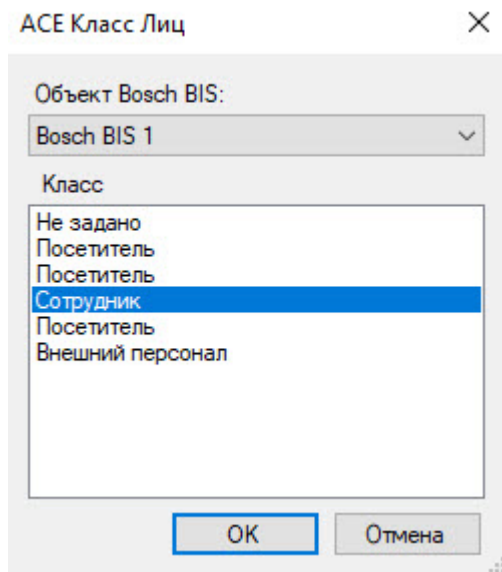 ACE Класс Лиц
Объект Bosch BIS:
Bosch BIS 1
Класс
Не задано
Посетитель
Посетитель
Сотрудник
Посетитель
Внешний персонал
OK
Отмена